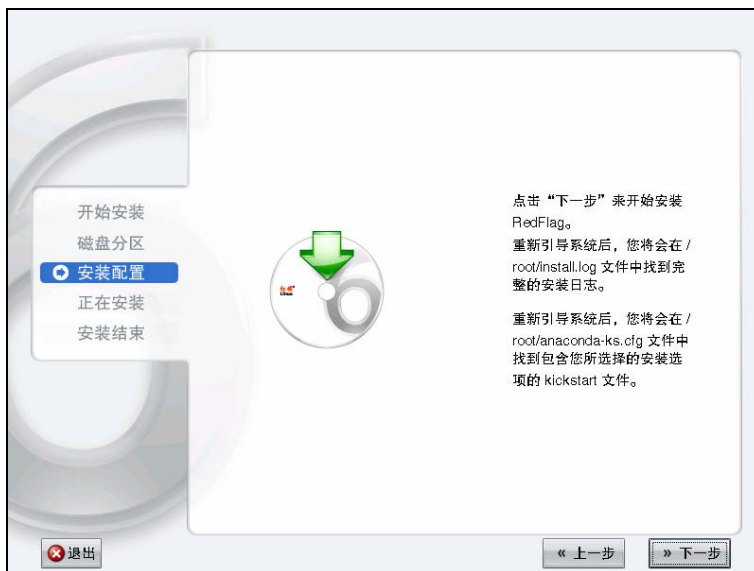 开始安装
磁盘分区
安装配置
正在安装
安装结束
红旗
点击“下一步”来开始安装
RedFlag。
重新引导系统后，您将会在 /
root/install.log 文件中找到完
整的安装日志。
重新引导系统后，您将会在 /
root/anaconda-ks.cfg 文件中
找到包含您所选择的安装选
项的 kickstart 文件。
退出
« 上一步
» 下一步